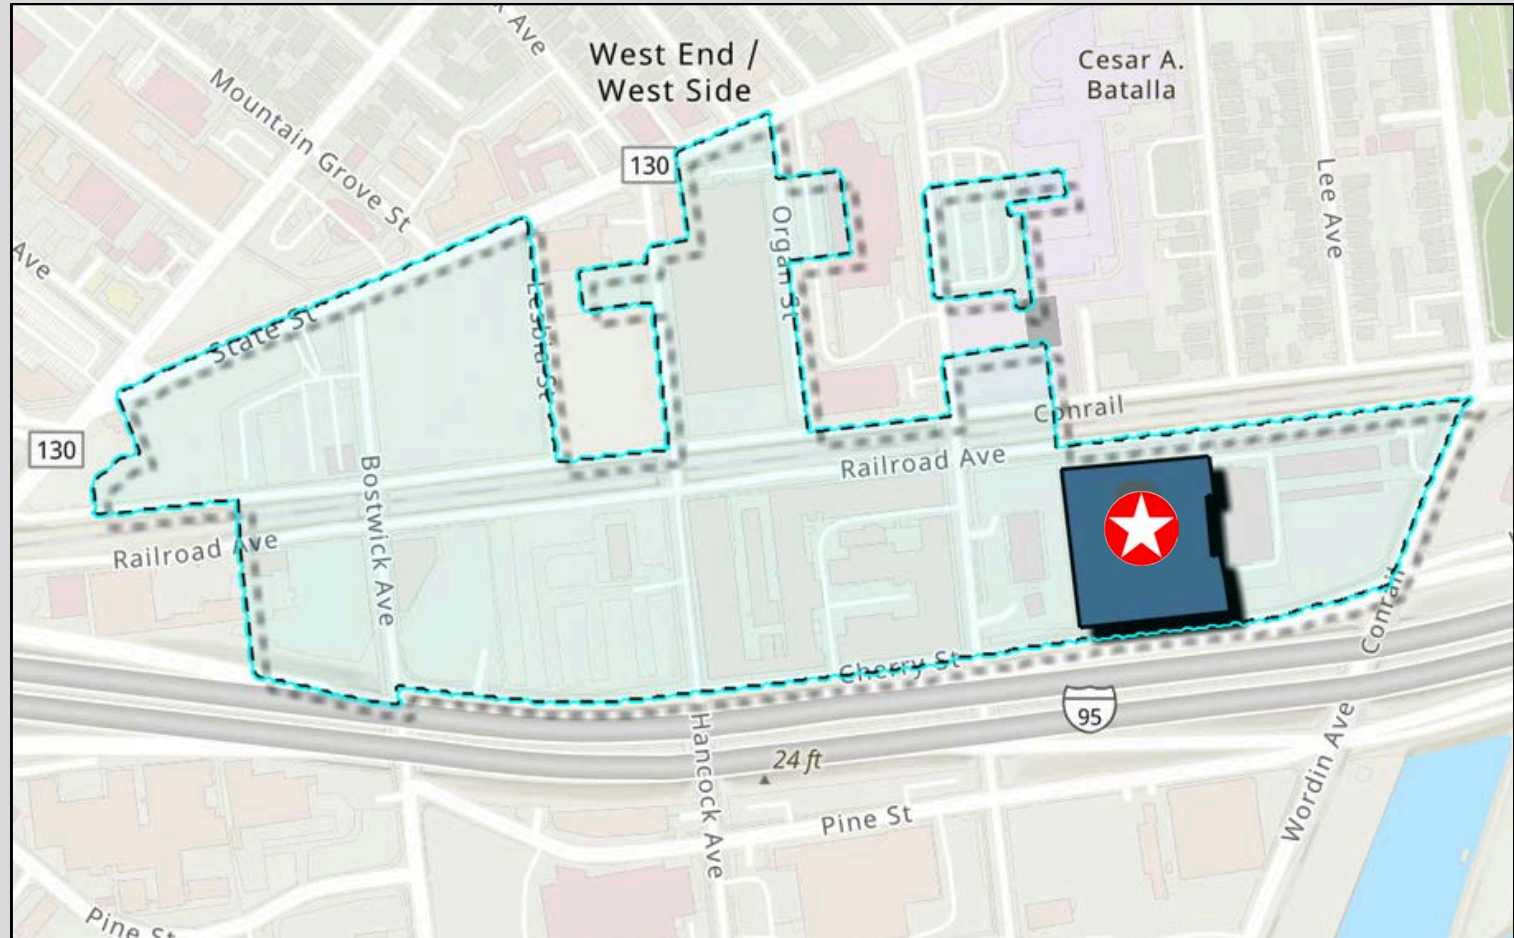 Ave
West End /
West Side
Cesar A.
Batalla
Mountain Grove St
130
Lee Ave
Organ St
Ave
State St
Lesbia St
Conrail
130
Railroad Ave
Bostwick Ave
Railroad Ave
Conrail
Cherry St
95
Hancock Ave
24 ft
Wordin Ave
Pine St
Pine St